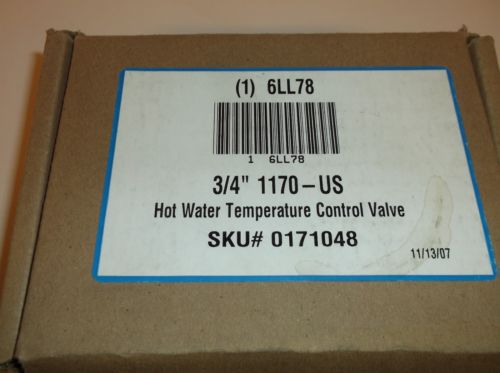 (1) 6LL78
1 6LL78
3/4" 1170-US
Hot Water Temperature Control Valve
SKU# 0171048
11/13/07